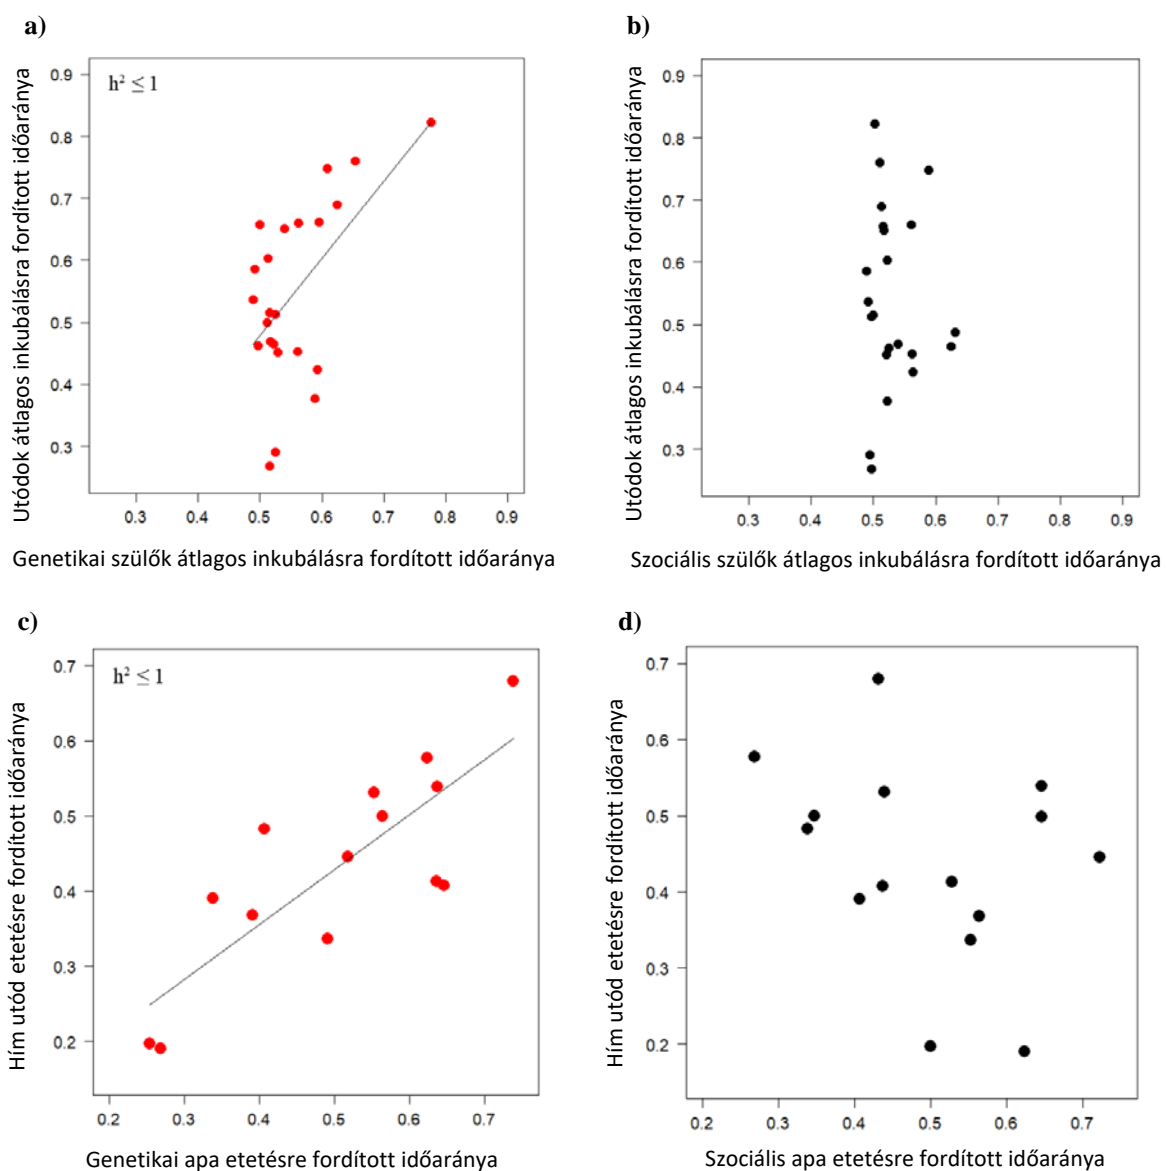 a)
h² ≤ 1
Utódok átlagos inkubálásra fordított időaránya
0.9
0.8
0.7
0.6
0.5
0.4
0.3
0.3 0.4 0.5 0.6 0.7 0.8 0.9
Genetikai szülők átlagos inkubálásra fordított időaránya
b)
Utódok átlagos inkubálásra fordított időaránya
0.9
0.8
0.7
0.6
0.5
0.4
0.3
0.3 0.4 0.5 0.6 0.7 0.8 0.9
Szociális szülők átlagos inkubálásra fordított időaránya
c)
h² ≤ 1
Hím utód etetésre fordított időaránya
0.7
0.6
0.5
0.4
0.3
0.2
0.2 0.3 0.4 0.5 0.6 0.7
Genetikai apa etetésre fordított időaránya
d)
Hím utód etetésre fordított időaránya
0.7
0.6
0.5
0.4
0.3
0.2
0.2 0.3 0.4 0.5 0.6 0.7
Szociális apa etetésre fordított időaránya